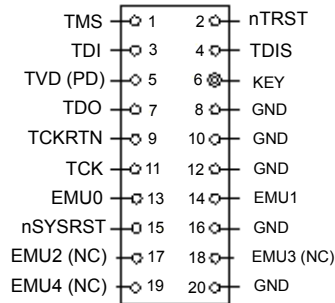 TMS 1 2 nTRST
TDI 3 4 TDIS
TVD (PD) 5 6 KEY
TDO 7 8 GND
TCKRTN 9 10 GND
TCK 11 12 GND
EMU0 13 14 EMU1
nSYSRST 15 16 GND
EMU2 (NC) 17 18 EMU3 (NC)
EMU4 (NC) 19 20 GND